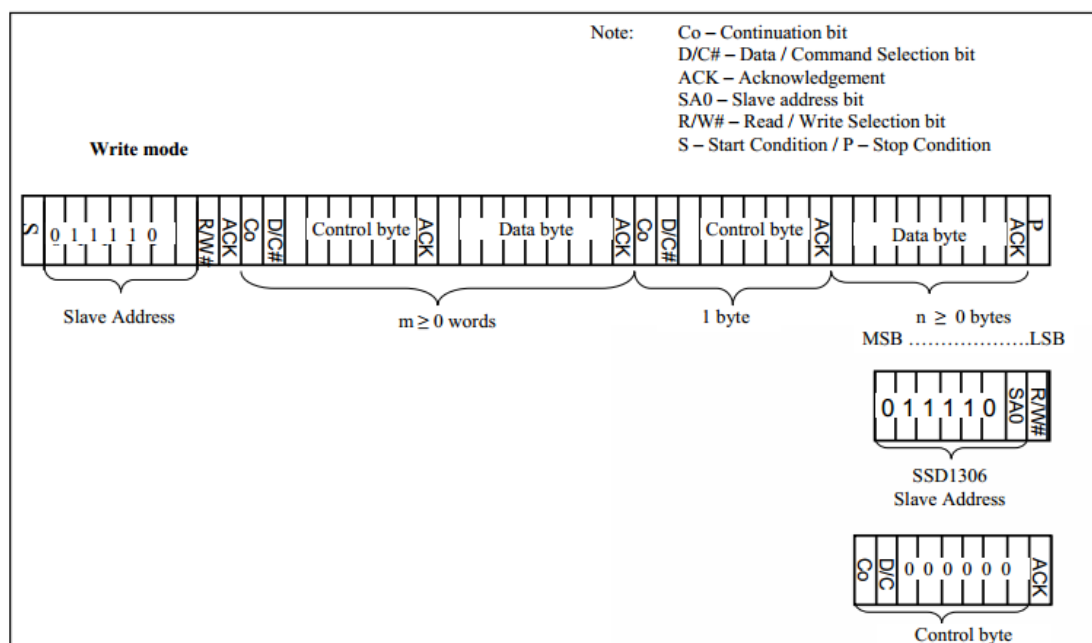 Note: Co – Continuation bit
D/C# – Data / Command Selection bit
ACK – Acknowledgement
SA0 – Slave address bit
R/W# – Read / Write Selection bit
S – Start Condition / P – Stop Condition
Write mode
S 0 1 1 1 1 0 R/W# ACK Co D/C# Control byte ACK Data byte ACK Co D/C# Control byte ACK Data byte ACK P
Slave Address m ≥ 0 words 1 byte n ≥ 0 bytes
MSB ...................LSB
0 1 1 1 1 0 SA0 R/W#
SSD1306
Slave Address
Co D/C 0 0 0 0 0 0 ACK
Control byte